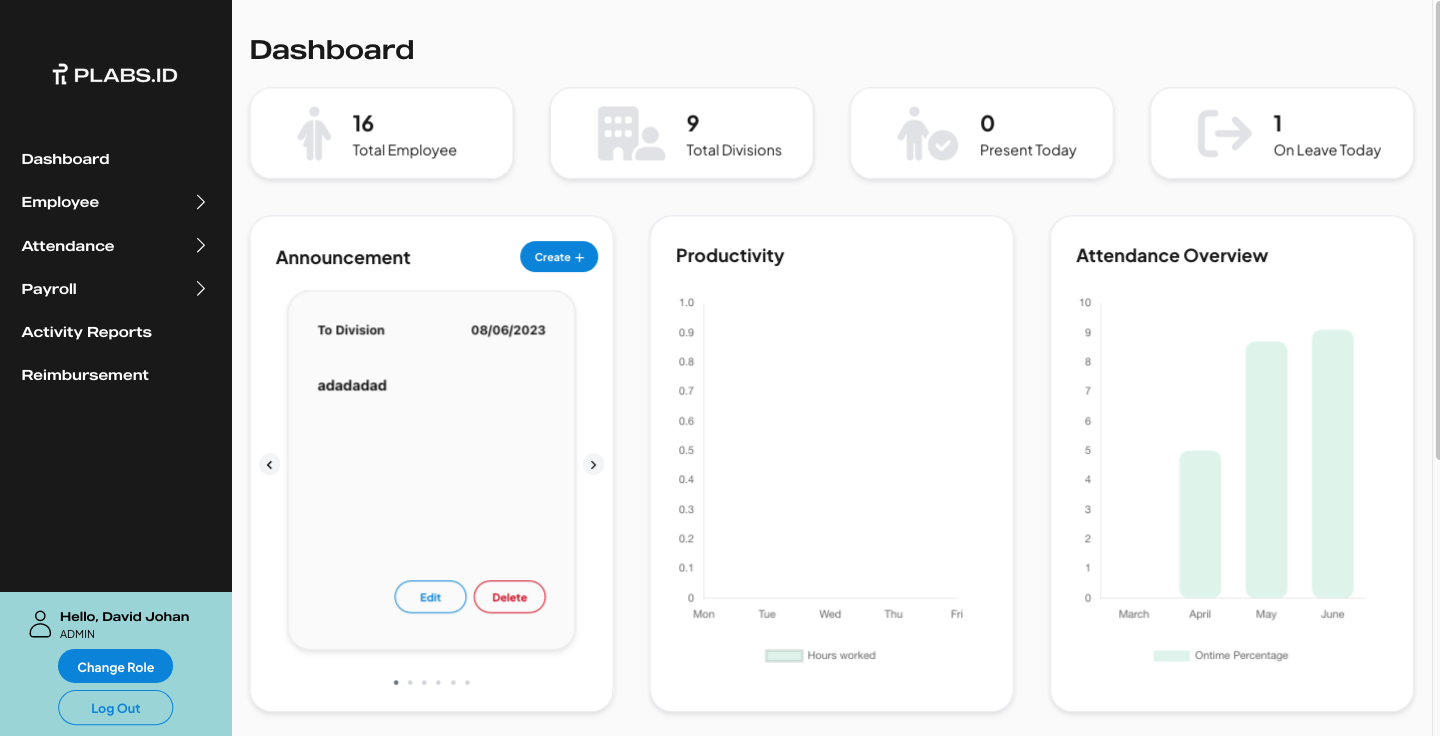 PLABS.ID
Dashboard
Employee
Attendance
Payroll
Activity Reports
Reimbursement
Hello, David Johan
ADMIN
Change Role
Log Out
Dashboard
16
Total Employee
9
Total Divisions
0
Present Today
1
On Leave Today
Announcement
Create +
To Division 08/06/2023
adadadad
Edit Delete
Productivity
1.0
0.9
0.8
0.7
0.6
0.5
0.4
0.3
0.2
0.1
0
Mon Tue Wed Thu Fri
Hours worked
Attendance Overview
10
9
8
7
6
5
4
3
2
1
0
March April May June
Ontime Percentage